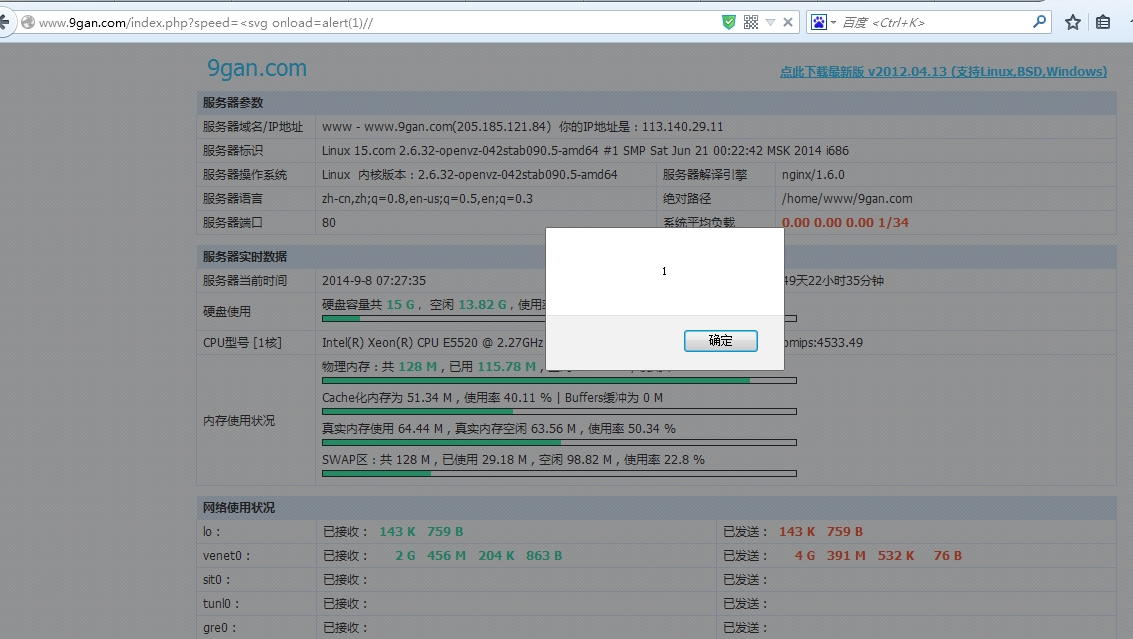 www.9gan.com/index.php?speed=<svg onload=alert(1)//
百度 <Ctrl+K>
9gan.com
点此下载最新版 v2012.04.13 (支持Linux,BSD,Windows)
服务器参数
服务器域名/IP地址 www - www.9gan.com(205.185.121.84) 你的IP地址是：113.140.29.11
服务器标识 Linux 15.com 2.6.32-openvz-042stab090.5-amd64 #1 SMP Sat Jun 21 00:22:42 MSK 2014 i686
服务器操作系统 Linux 内核版本：2.6.32-openvz-042stab090.5-amd64 服务器解译引擎 nginx/1.6.0
服务器语言 zh-cn,zh;q=0.8,en-us;q=0.5,en;q=0.3 绝对路径 /home/www/9gan.com
服务器端口 80 系统平均负载 0.00 0.00 0.00 1/34
服务器实时数据
服务器当前时间 2014-9-8 07:27:35 49天22小时35分钟
硬盘使用 硬盘容量共 15 G， 空闲 13.82 G，使用
1
确定
CPU型号 [1核] Intel(R) Xeon(R) CPU E5520 @ 2.27GHz omips:4533.49
内存使用状况 物理内存：共 128 M , 已用 115.78 M ,
Cache化内存为 51.34 M , 使用率 40.11 % | Buffers缓冲为 0 M
真实内存使用 64.44 M , 真实内存空闲 63.56 M , 使用率 50.34 %
SWAP区：共 128 M , 已使用 29.18 M , 空闲 98.82 M , 使用率 22.8 %
网络使用状况
lo : 已接收： 143 K 759 B 已发送： 143 K 759 B
venet0 : 已接收： 2 G 456 M 204 K 863 B 已发送： 4 G 391 M 532 K 76 B
sit0 : 已接收： 已发送：
tunl0 : 已接收： 已发送：
gre0 : 已接收： 已发送：